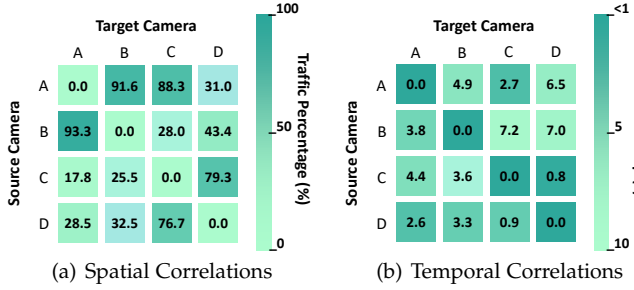 Target Camera
A B C D
Source Camera
A 0.0 91.6 88.3 31.0
B 93.3 0.0 28.0 43.4
C 17.8 25.5 0.0 79.3
D 28.5 32.5 76.7 0.0
100
50
0
Traffic Percentage (%)
(a) Spatial Correlations
Target Camera
A B C D
Source Camera
A 0.0 4.9 2.7 6.5
B 3.8 0.0 7.2 7.0
C 4.4 3.6 0.0 0.8
D 2.6 3.3 0.9 0.0
<1
5
10
(b) Temporal Correlations